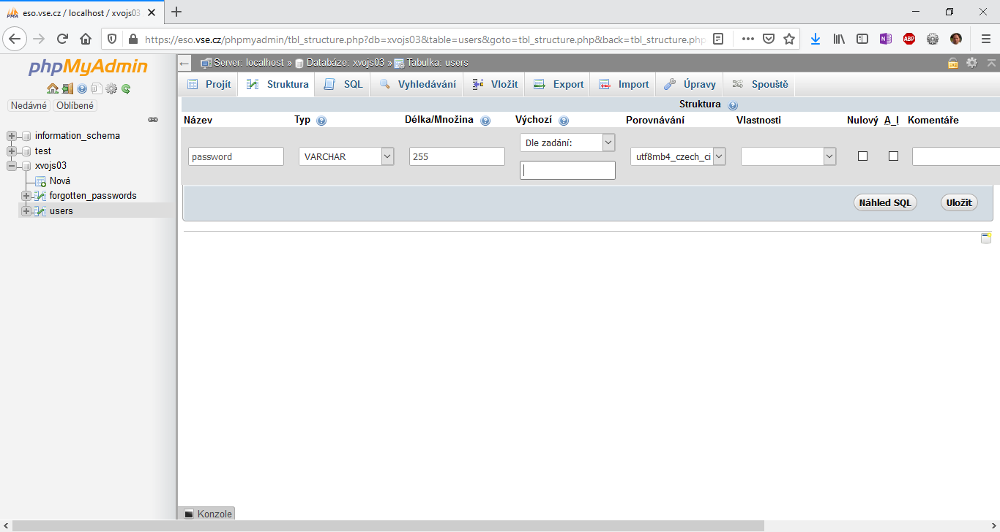 eso.vse.cz / localhost / xvojs03
https://eso.vse.cz/phpmyadmin/tbl_structure.php?db=xvojs03&table=users&goto=tbl_structure.php&back=tbl_structure.php
phpMyAdmin
Nedávné Oblíbené
information_schema
test
xvojs03
Nová
forgotten_passwords
users
Server: localhost » Databáze: xvojs03 » Tabulka: users
Projít Struktura SQL Vyhledávání Vložit Export Import Úpravy Spouště
Struktura
Název Typ Délka/Množina Výchozí Porovnávání Vlastnosti Nulový A_I Komentáře
password VARCHAR 255 Dle zadání: utf8mb4_czech_ci
Náhled SQL Uložit
Konzole